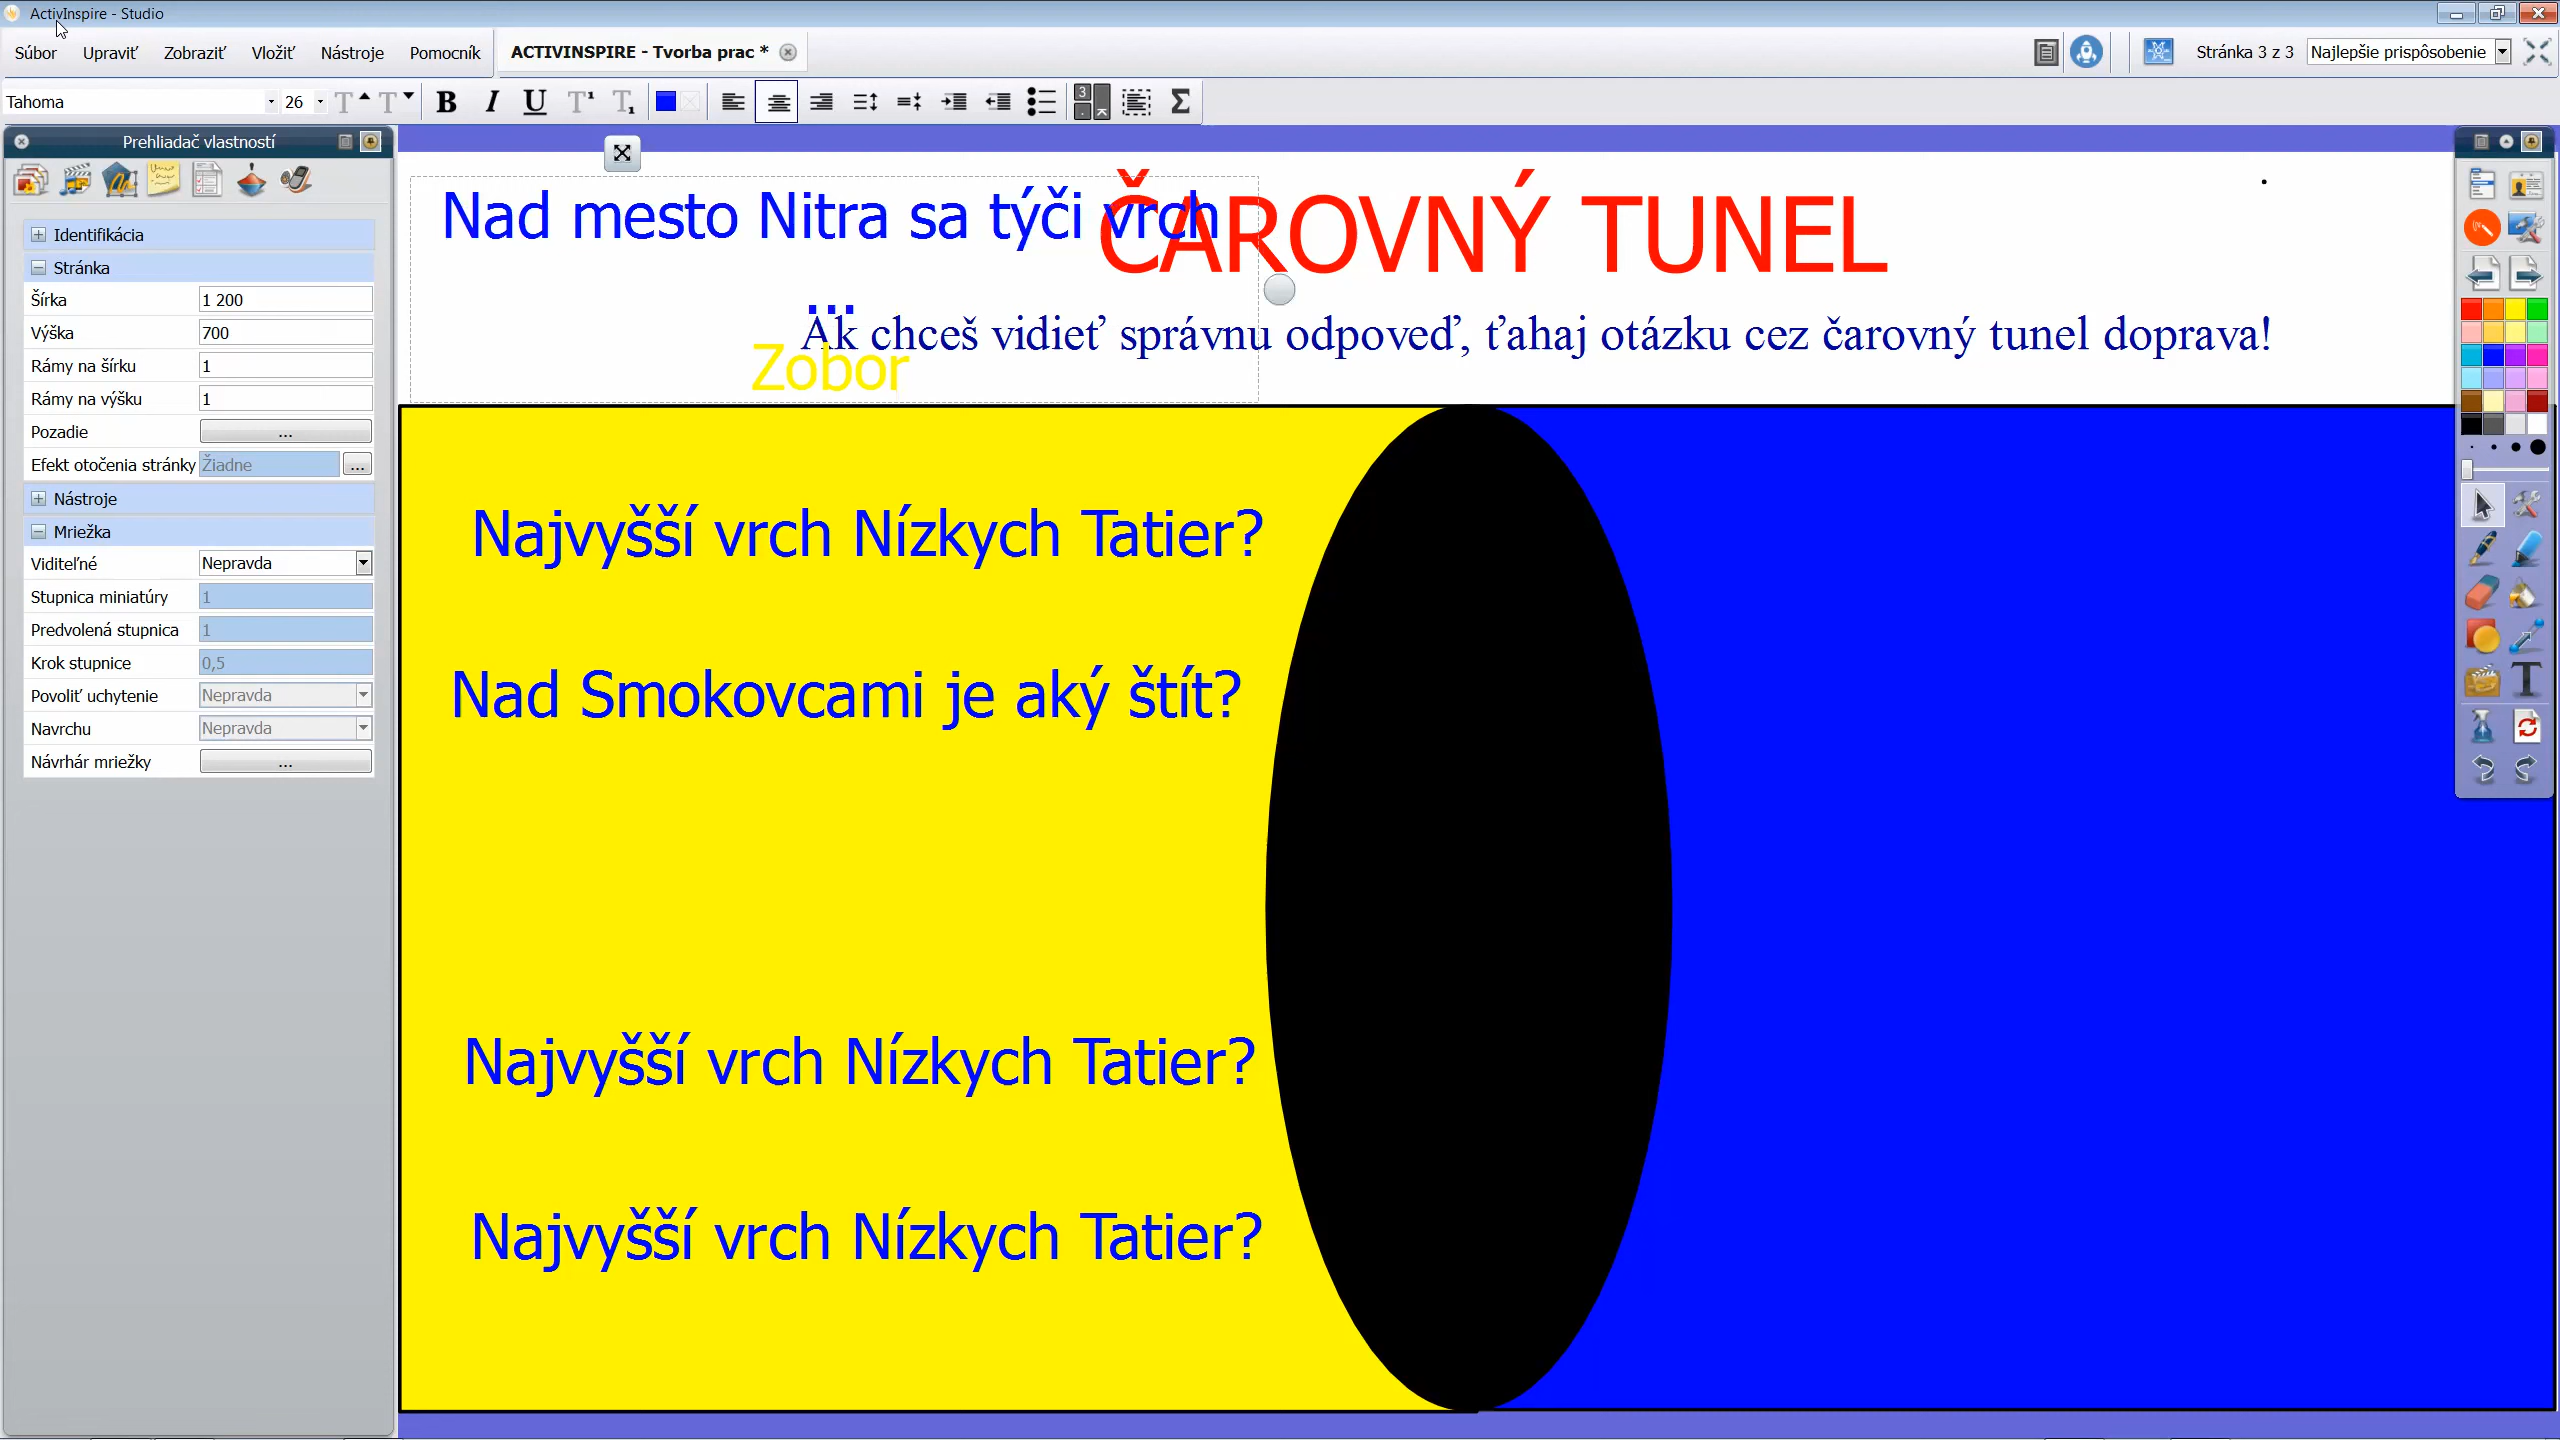 ActivInspire - Studio
Súbor Upraviť Zobraziť Vložiť Nástroje Pomocník
ACTIVINSPIRE - Tvorba prac *
Stránka 3 z 3
Najlepšie prispôsobenie
Tahoma 26
Prehliadač vlastností
Identifikácia
Stránka
Šírka 1 200
Výška 700
Rámy na šírku 1
Rámy na výšku 1
Pozadie ...
Efekt otočenia stránky Žiadne ...
Nástroje
Mriežka
Viditeľné Nepravda
Stupnica miniatúry 1
Predvolená stupnica 1
Krok stupnice 0,5
Povoliť uchytenie Nepravda
Navrchu Nepravda
Návrhár mriežky ...
Nad mesto Nitra sa týči vrch
...
Zobor
ČAROVNÝ TUNEL
Ak chceš vidieť správnu odpoveď, ťahaj otázku cez čarovný tunel doprava!
Najvyšší vrch Nízkych Tatier?
Nad Smokovcami je aký štít?
Najvyšší vrch Nízkych Tatier?
Najvyšší vrch Nízkych Tatier?